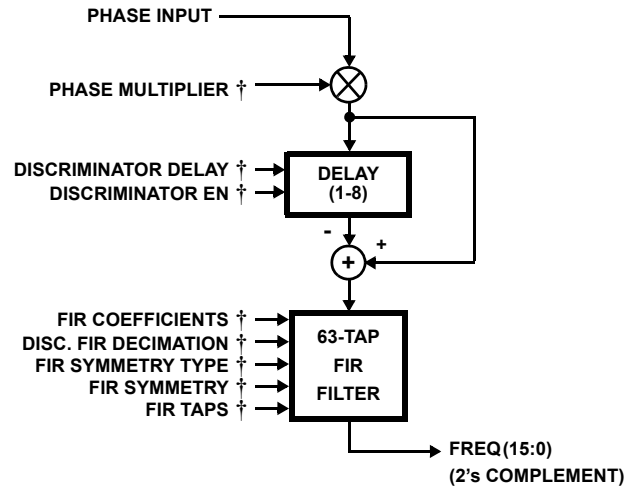 PHASE INPUT
PHASE MULTIPLIER †
DISCRIMINATOR DELAY †
DISCRIMINATOR EN †
DELAY
(1-8)
-
+
+
FIR COEFFICIENTS †
DISC. FIR DECIMATION †
FIR SYMMETRY TYPE †
FIR SYMMETRY †
FIR TAPS †
63-TAP
FIR
FILTER
FREQ(15:0)
(2's COMPLEMENT)